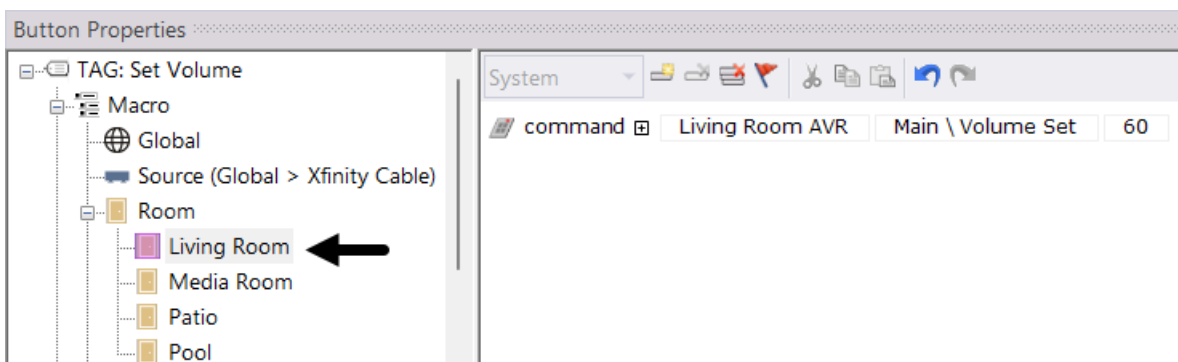 Button Properties
TAG: Set Volume
Macro
Global
Source (Global > Xfinity Cable)
Room
Living Room
Media Room
Patio
Pool
System
command Living Room AVR Main \ Volume Set 60